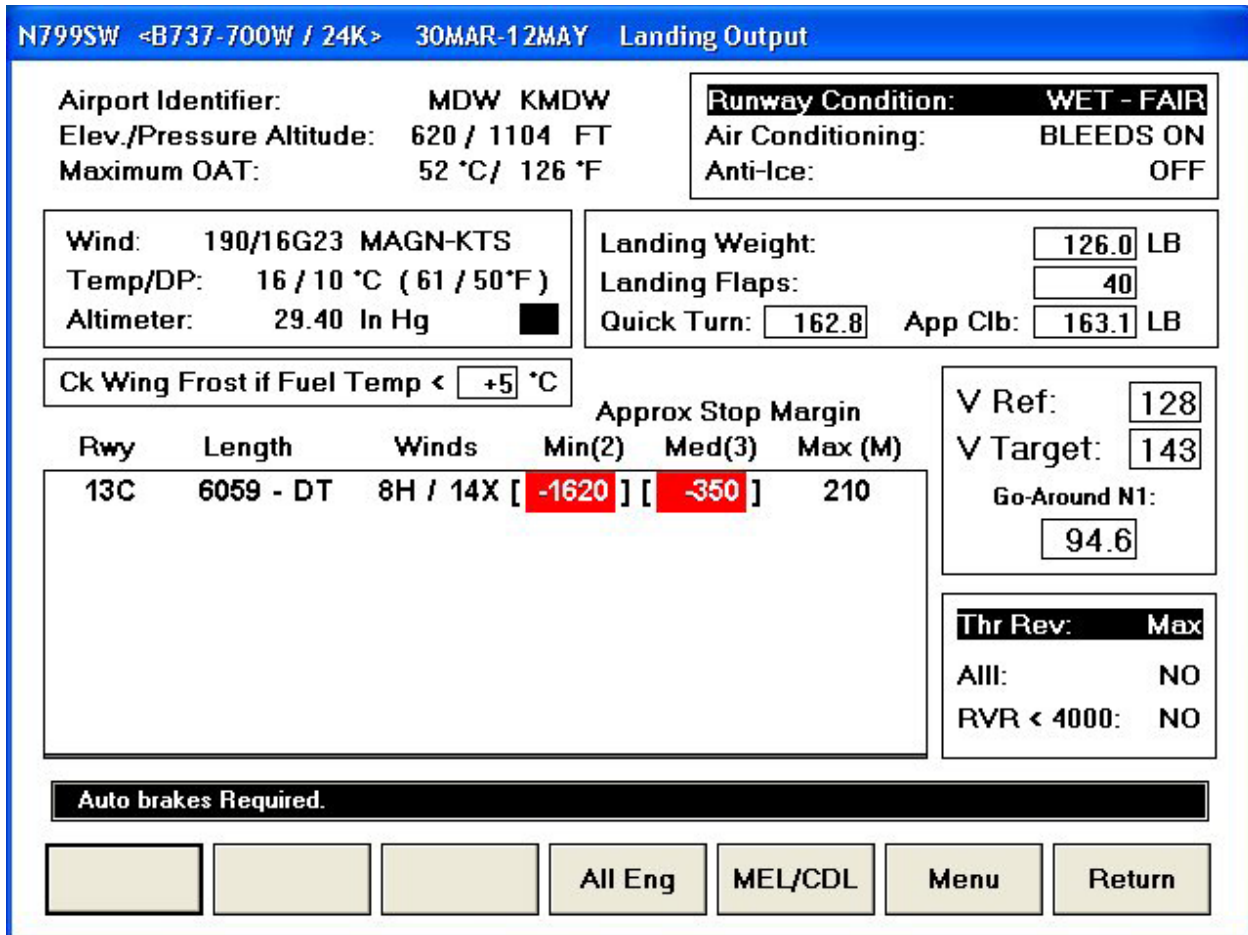 N799SW <B737-700W / 24K> 30MAR-12MAY Landing Output
Airport Identifier: MDW KMDW
Elev./Pressure Altitude: 620 / 1104 FT
Maximum OAT: 52 °C/ 126 °F
Runway Condition: WET - FAIR
Air Conditioning: BLEEDS ON
Anti-Ice: OFF
Wind: 190/16G23 MAGN-KTS
Temp/DP: 16 / 10 °C ( 61 / 50°F )
Altimeter: 29.40 In Hg
Landing Weight: 126.0 LB
Landing Flaps: 40
Quick Turn: 162.8 App Clb: 163.1 LB
Ck Wing Frost if Fuel Temp < +5 °C
Approx Stop Margin
Rwy Length Winds Min(2) Med(3) Max (M)
13C 6059 - DT 8H / 14X [ -1620 ] [ -350 ] 210
V Ref: 128
V Target: 143
Go-Around N1:
94.6
Thr Rev: Max
AIII: NO
RVR < 4000: NO
Auto brakes Required.
All Eng MEL/CDL Menu Return